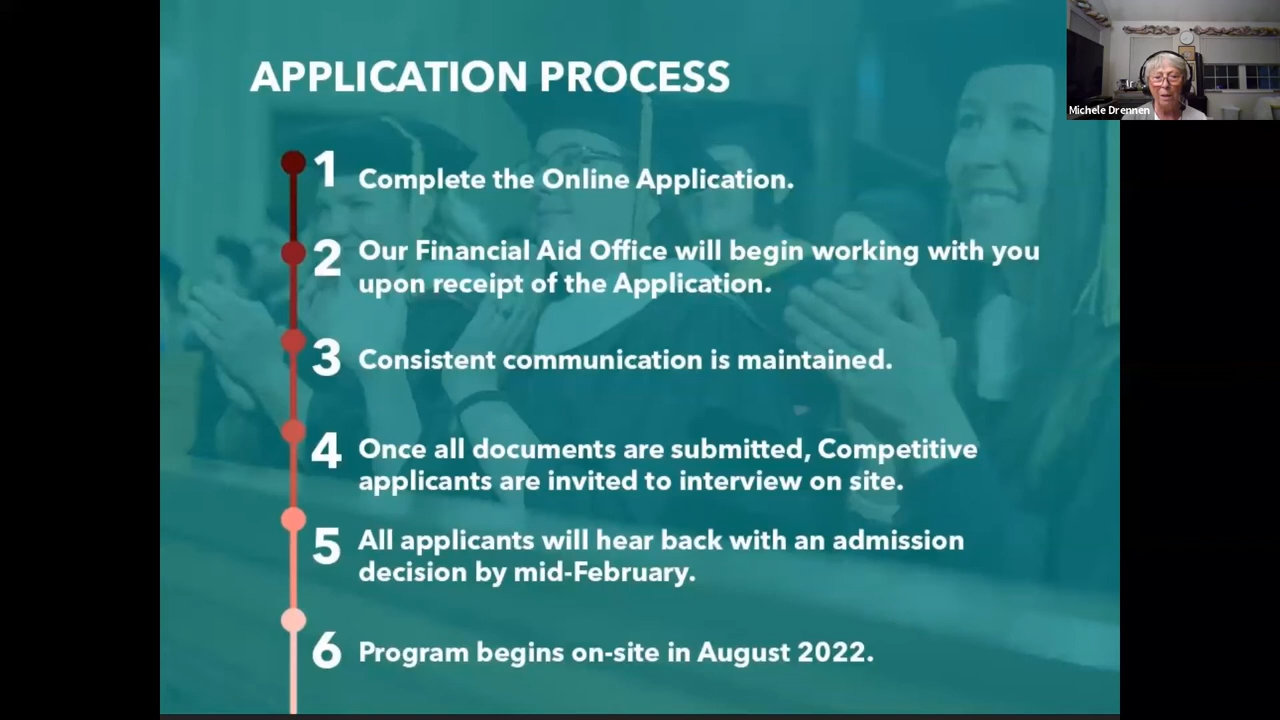 APPLICATION PROCESS
Michele Drennen
1 Complete the Online Application.
2 Our Financial Aid Office will begin working with you
upon receipt of the Application.
3 Consistent communication is maintained.
4 Once all documents are submitted, Competitive
applicants are invited to interview on site.
5 All applicants will hear back with an admission
decision by mid-February.
6 Program begins on-site in August 2022.